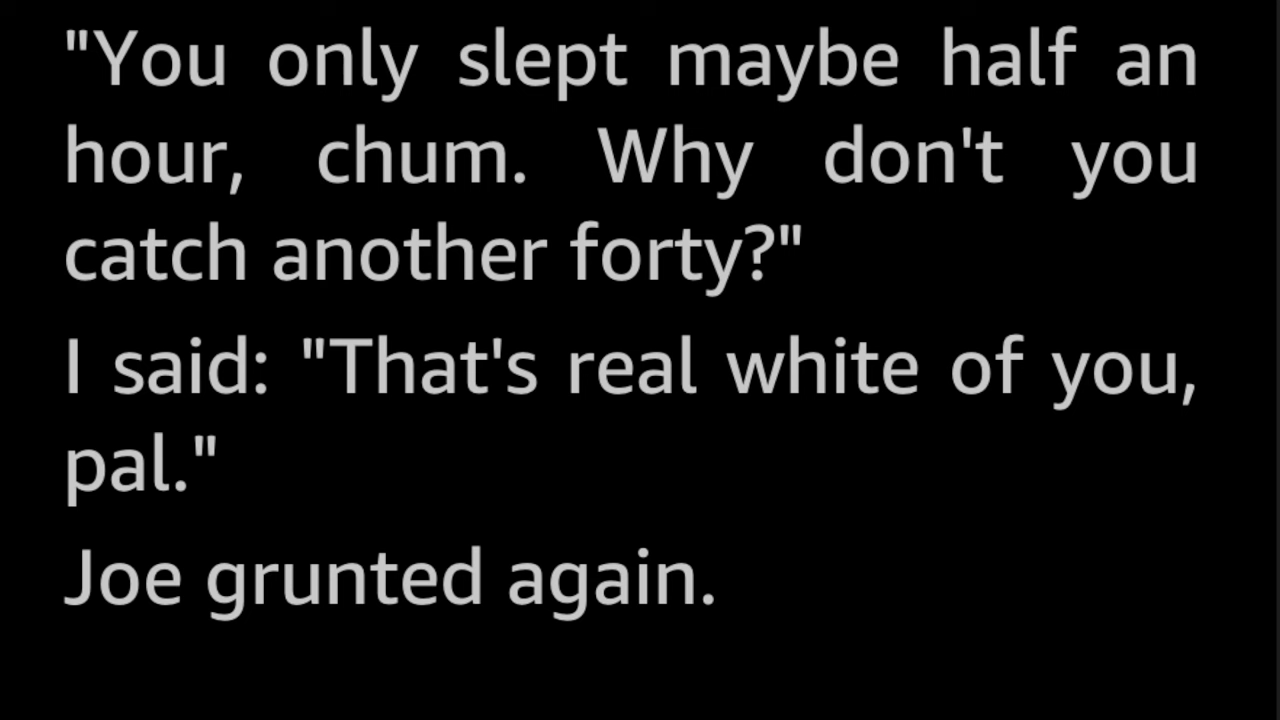 "You only slept maybe half an
hour, chum. Why don't you
catch another forty?"
I said: "That's real white of you,
pal."
Joe grunted again.